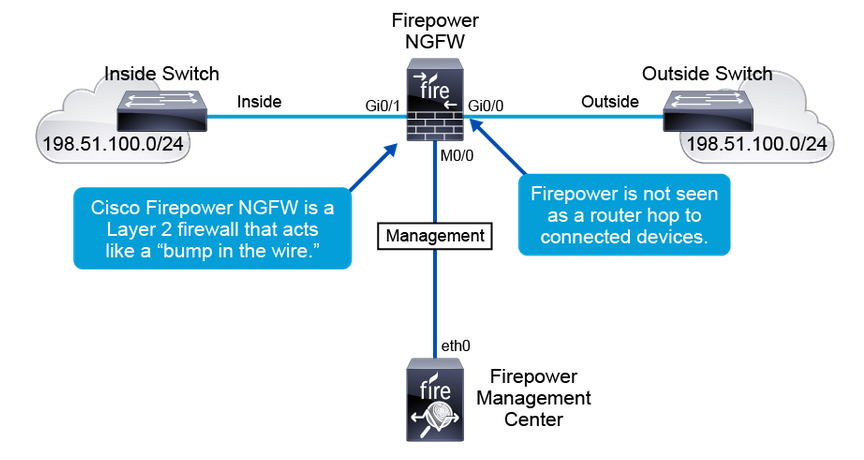 Firepower
NGFW
Inside Switch
Outside Switch
fire
Inside
Gi0/1
Gi0/0
Outside
198.51.100.0/24
198.51.100.0/24
M0/0
Cisco Firepower NGFW is a
Layer 2 firewall that acts
like a “bump in the wire.”
Firepower is not seen
as a router hop to
connected devices.
Management
eth0
fire
Firepower
Management
Center